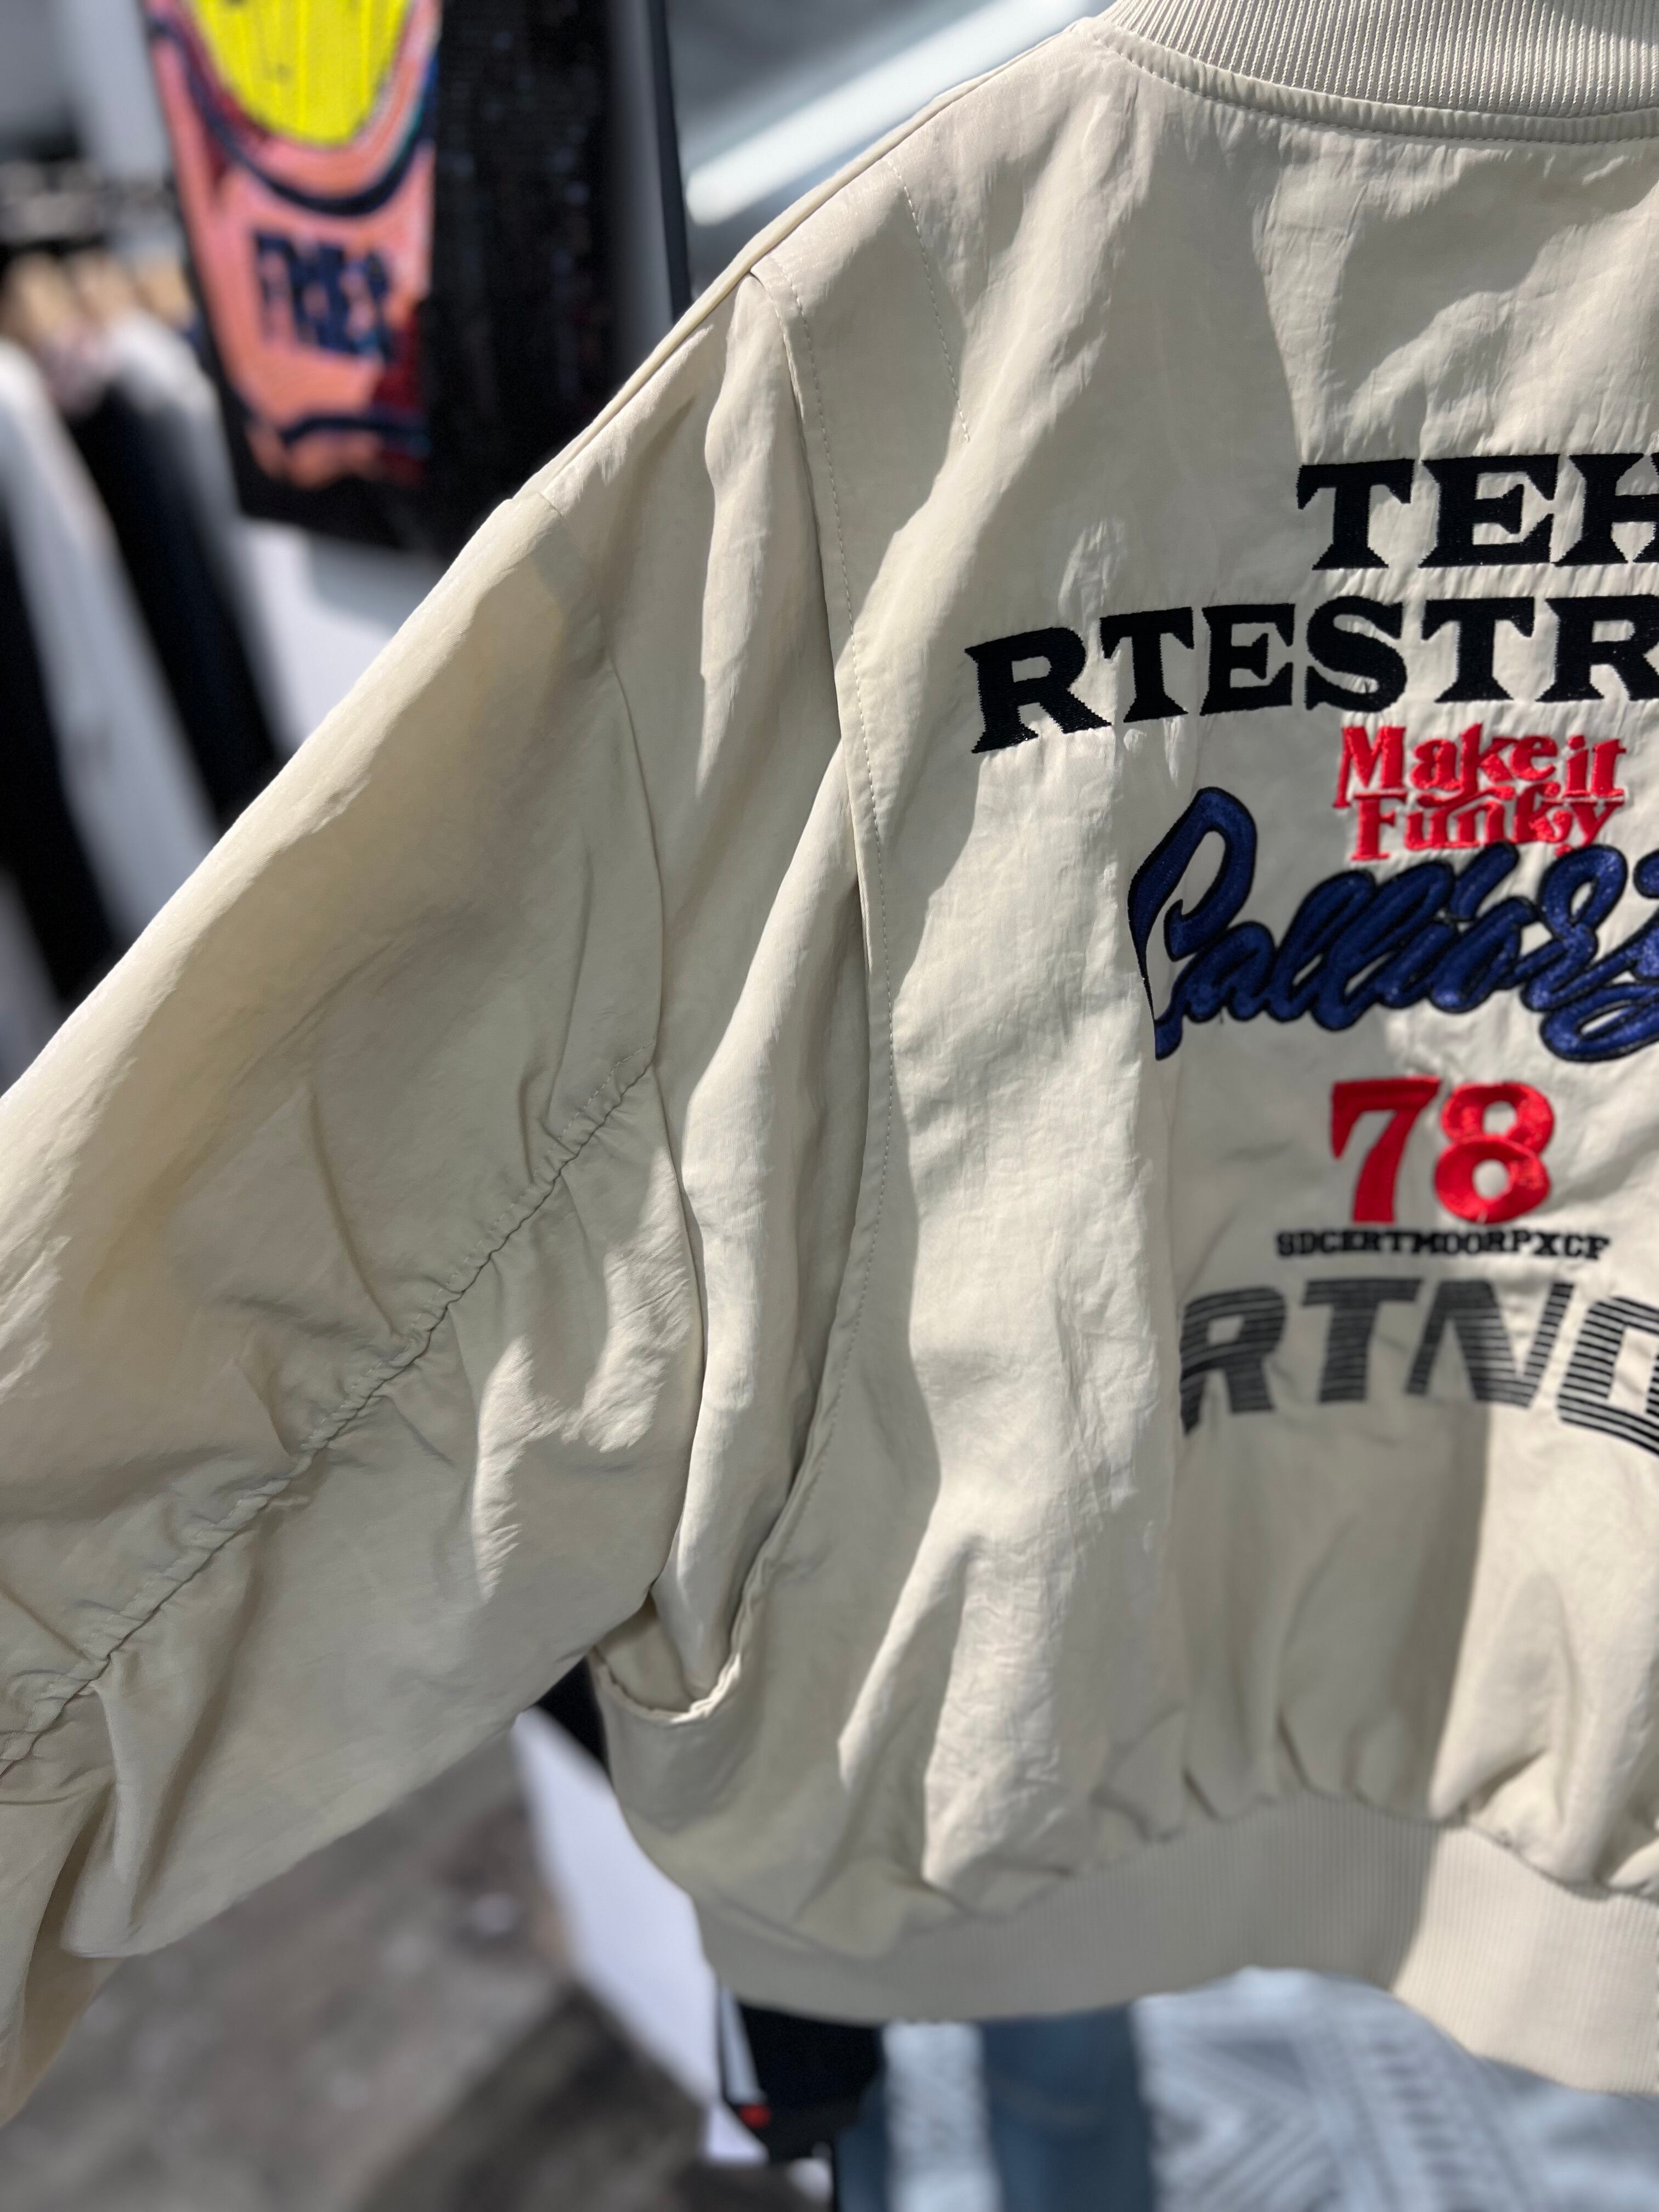 TEH
RTESTR
Make it
Funky
78
SDCERTMOORPXCF
RTNO